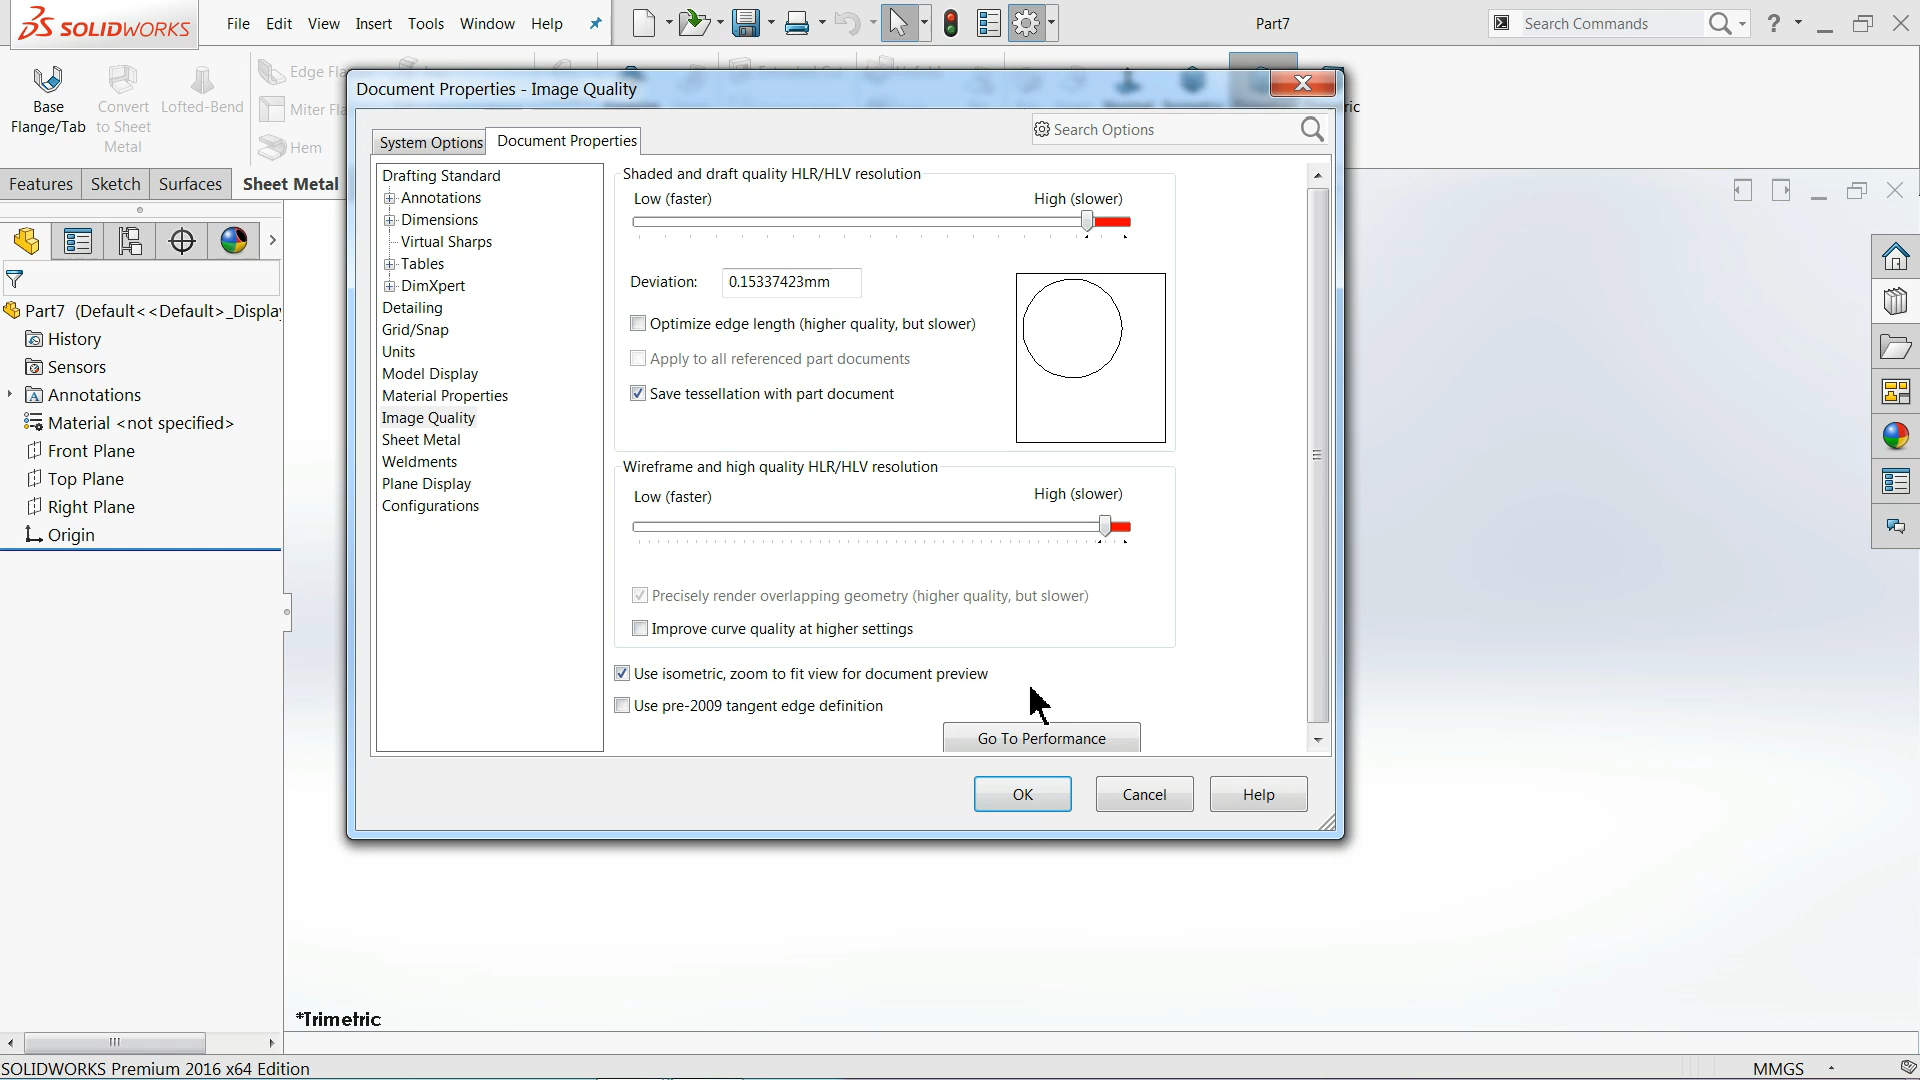 SOLIDWORKS
File Edit View Insert Tools Window Help
Part7
Search Commands
Base
Flange/Tab
Convert
to Sheet
Metal
Lofted-Bend
Edge Fla
Miter Fla
Hem
Features Sketch Surfaces Sheet Metal
Part7 (Default<<Default>_Displa
History
Sensors
Annotations
Material <not specified>
Front Plane
Top Plane
Right Plane
Origin
Document Properties - Image Quality
System Options Document Properties
Search Options
Drafting Standard
Annotations
Dimensions
Virtual Sharps
Tables
DimXpert
Detailing
Grid/Snap
Units
Model Display
Material Properties
Image Quality
Sheet Metal
Weldments
Plane Display
Configurations
Shaded and draft quality HLR/HLV resolution
Low (faster) High (slower)
Deviation: 0.15337423mm
Optimize edge length (higher quality, but slower)
Apply to all referenced part documents
Save tessellation with part document
Wireframe and high quality HLR/HLV resolution
Low (faster) High (slower)
Precisely render overlapping geometry (higher quality, but slower)
Improve curve quality at higher settings
Use isometric, zoom to fit view for document preview
Use pre-2009 tangent edge definition
Go To Performance
OK Cancel Help
*Trimetric
SOLIDWORKS Premium 2016 x64 Edition
MMGS